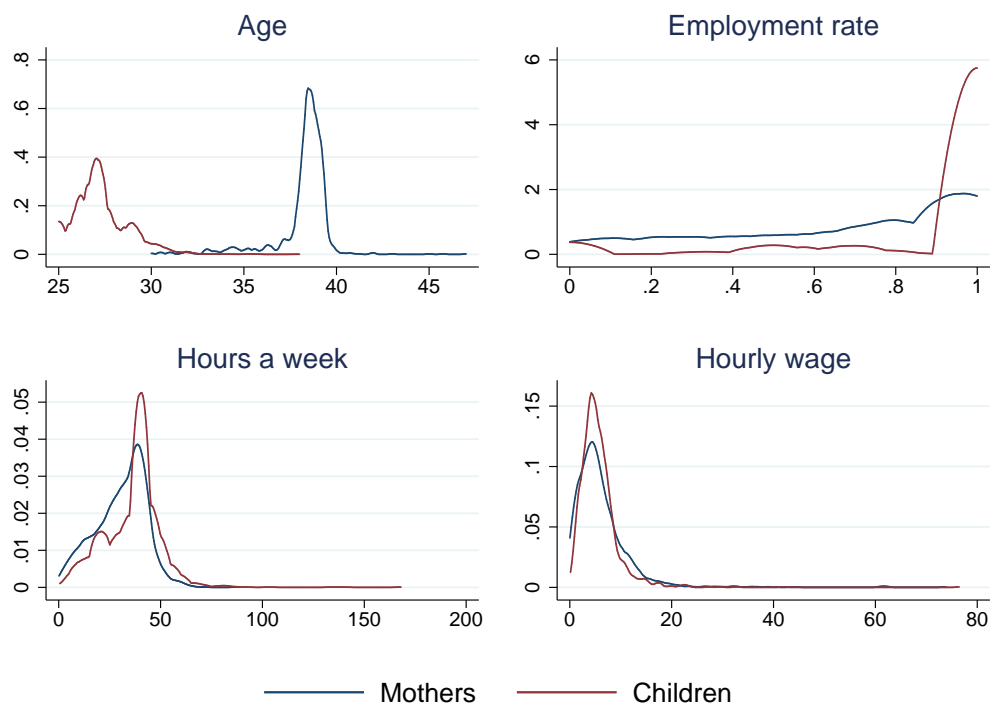 Age
Employment rate
.8
.6
.4
.2
0
25 30 35 40 45
6
4
2
0
0 .2 .4 .6 .8 1
Hours a week
Hourly wage
.05
.04
.03
.02
.01
0
0 50 100 150 200
.15
.1
.05
0
0 20 40 60 80
Mothers Children